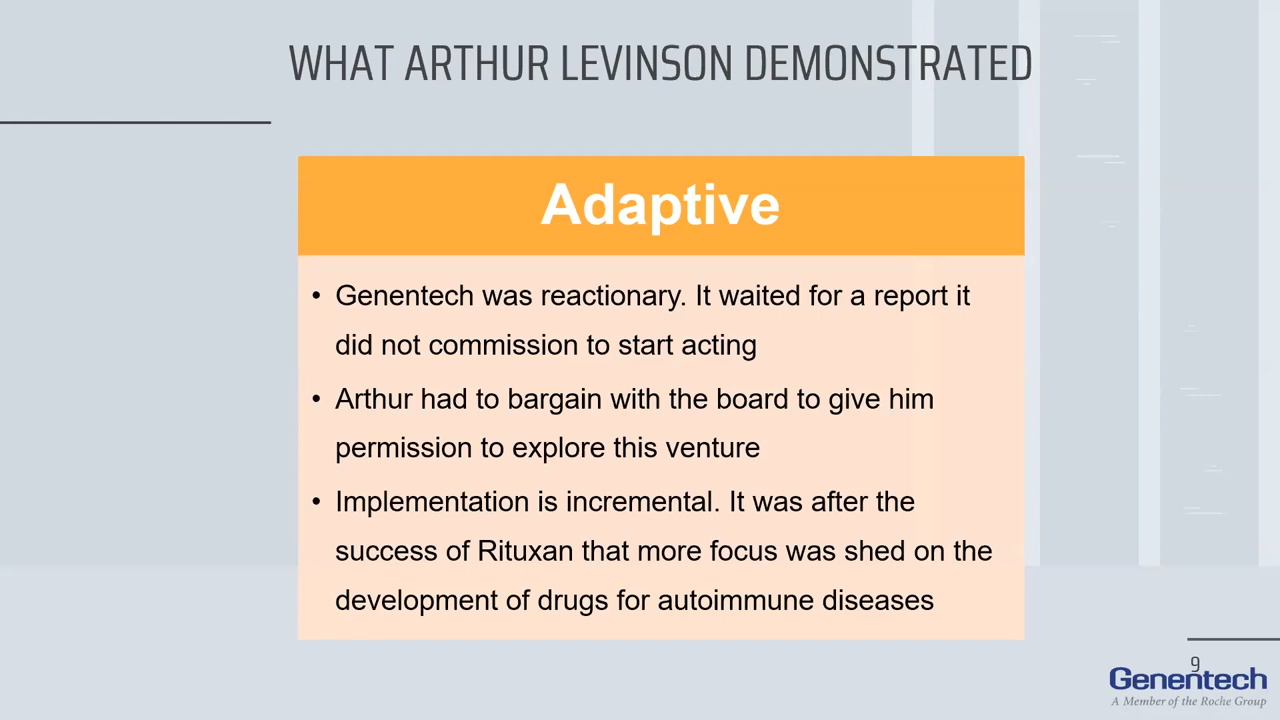 WHAT ARTHUR LEVINSON DEMONSTRATED
Adaptive
• Genentech was reactionary. It waited for a report it
did not commission to start acting
• Arthur had to bargain with the board to give him
permission to explore this venture
• Implementation is incremental. It was after the
success of Rituxan that more focus was shed on the
development of drugs for autoimmune diseases
9
Genentech
A Member of the Roche Group